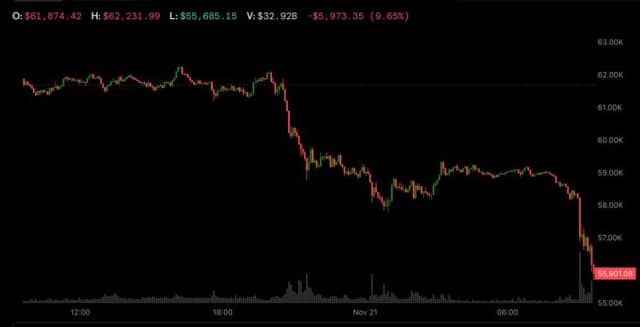 O: $61,874.42 H: $62,231.99 L: $55,685.15 V: $32.92B -$5,973.35 (9.65%)
63.00K
62.00K
61.00K
60.00K
59.00K
58.00K
57.00K
55,901.08
55.00K
12:00 18:00 Nov 21 06:00